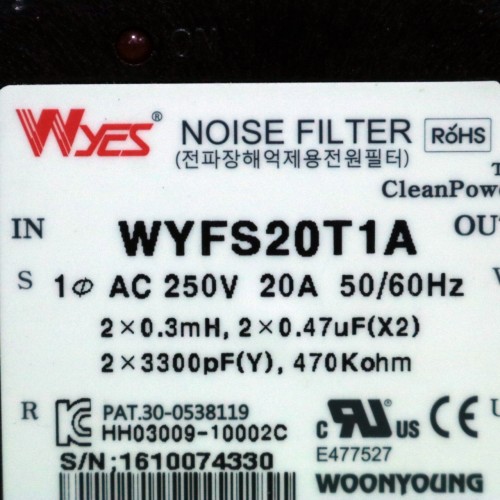 ON
WYES® NOISE FILTER RoHS
(전파장해억제용전원필터)
CleanPow
IN WYFS20T1A OU
S 1Φ AC 250V 20A 50/60Hz
2×0.3mH, 2×0.47uF(X2)
2×3300pF(Y), 470Kohm
R PAT.30-0538119
HH03009-10002C
c RU US CE
E477527
S/N:1610074330
WOONYOUNG